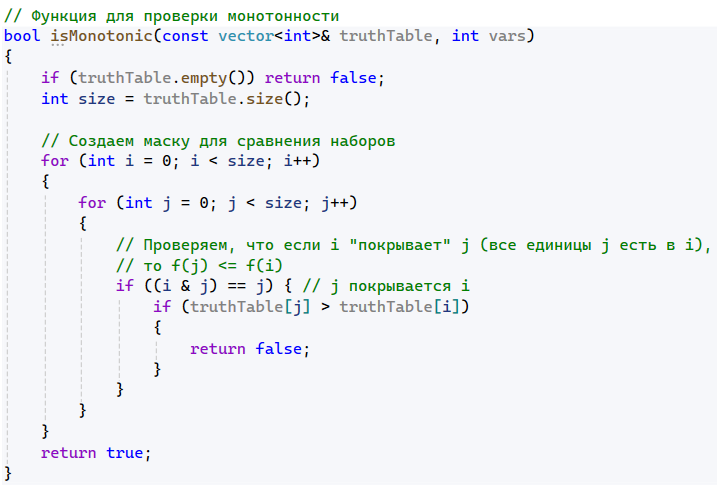 // Функция для проверки монотонности
bool isMonotonic(const vector<int>& truthTable, int vars)
{
    if (truthTable.empty()) return false;
    int size = truthTable.size();

    // Создаем маску для сравнения наборов
    for (int i = 0; i < size; i++)
    {
        for (int j = 0; j < size; j++)
        {
            // Проверяем, что если i "покрывает" j (все единицы j есть в i),
            // то f(j) <= f(i)
            if ((i & j) == j) { // j покрывается i
                if (truthTable[j] > truthTable[i])
                {
                    return false;
                }
            }
        }
    }
    return true;
}